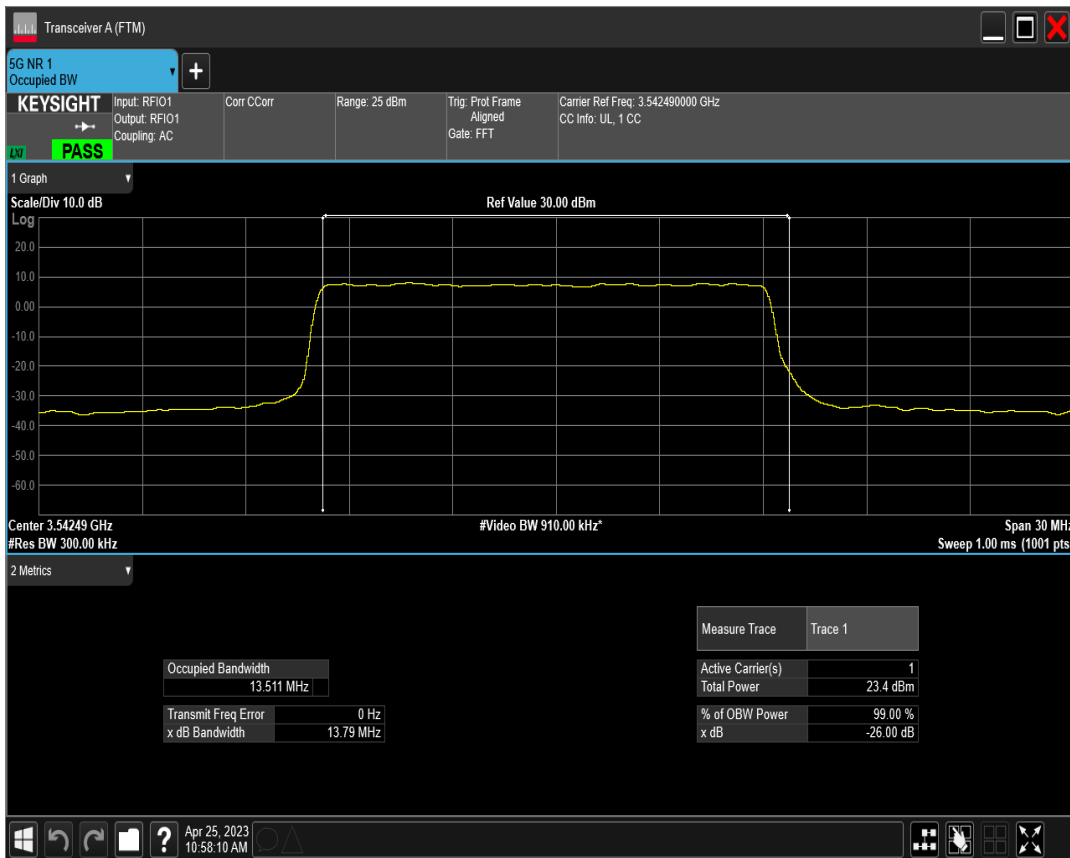 Transceiver A (FTM)
5G NR 1
Occupied BW
+
KEYSIGHT
LXI
PASS
Input: RFIO1
Output: RFIO1
Coupling: AC
Corr CCorr
Range: 25 dBm
Trig: Prot Frame
Aligned
Gate: FFT
Carrier Ref Freq: 3.542490000 GHz
CC Info: UL, 1 CC
1 Graph
Scale/Div 10.0 dB
Ref Value 30.00 dBm
Log
20.0
10.0
0.00
-10.0
-20.0
-30.0
-40.0
-50.0
-60.0
Center 3.54249 GHz
#Video BW 910.00 kHz*
Span 30 MHz
#Res BW 300.00 kHz
Sweep 1.00 ms (1001 pts
2 Metrics
Measure Trace Trace 1
Occupied Bandwidth
13.511 MHz
Active Carrier(s) 1
Total Power 23.4 dBm
Transmit Freq Error 0 Hz
x dB Bandwidth 13.79 MHz
% of OBW Power 99.00 %
x dB -26.00 dB
?
Apr 25, 2023
10:58:10 AM